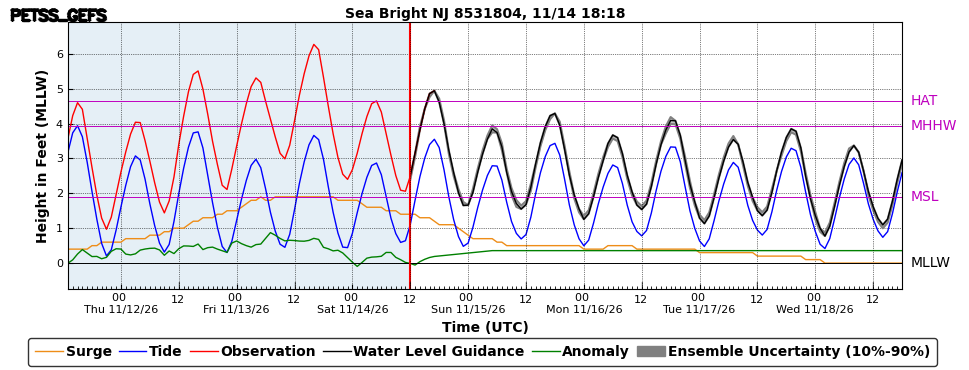 PETSS_GEFS
Sea Bright NJ 8531804, 11/14 18:18
Height in Feet (MLLW)
6
5
4
3
2
1
0
HAT
MHHW
MSL
MLLW
00 12 00 12 00 12 00 12 00 12 00 12 00 12
Thu 11/12/26 Fri 11/13/26 Sat 11/14/26 Sun 11/15/26 Mon 11/16/26 Tue 11/17/26 Wed 11/18/26
Time (UTC)
Surge Tide Observation Water Level Guidance Anomaly Ensemble Uncertainty (10%-90%)